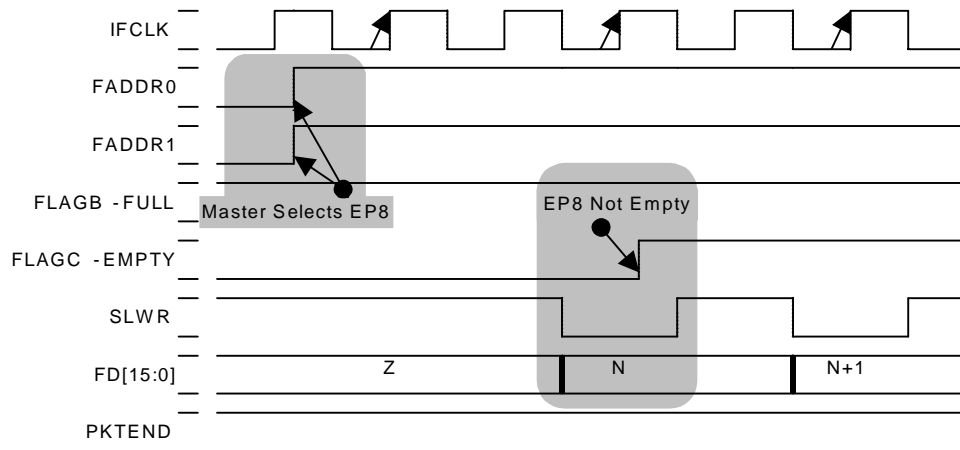 IFCLK
FADDR0
FADDR1
FLAGB -FULL
Master Selects EP8
EP8 Not Empty
FLAGC -EMPTY
SLWR
FD[15:0]
Z
N
N+1
PKTEND